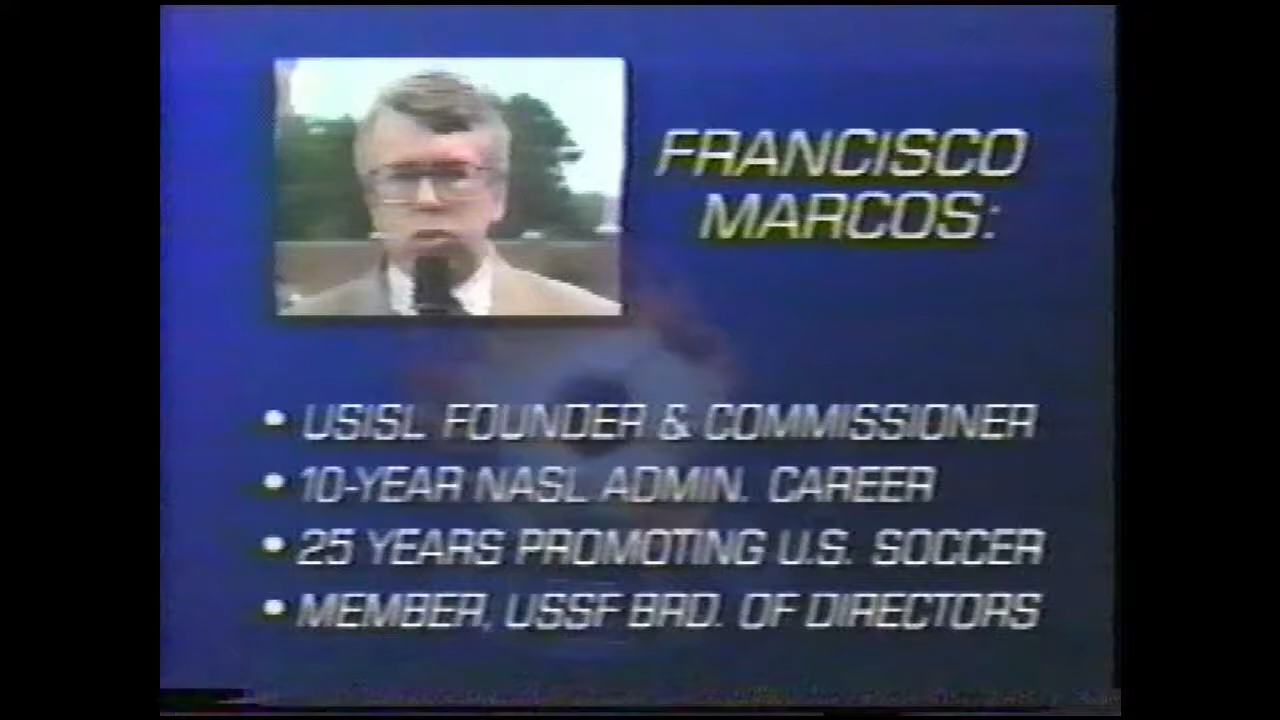 FRANCISCO
MARCOS:
• USISL FOUNDER & COMMISSIONER
• 10-YEAR NASL ADMIN. CAREER
• 25 YEARS PROMOTING U.S. SOCCER
• MEMBER, USSF BRD. OF DIRECTORS